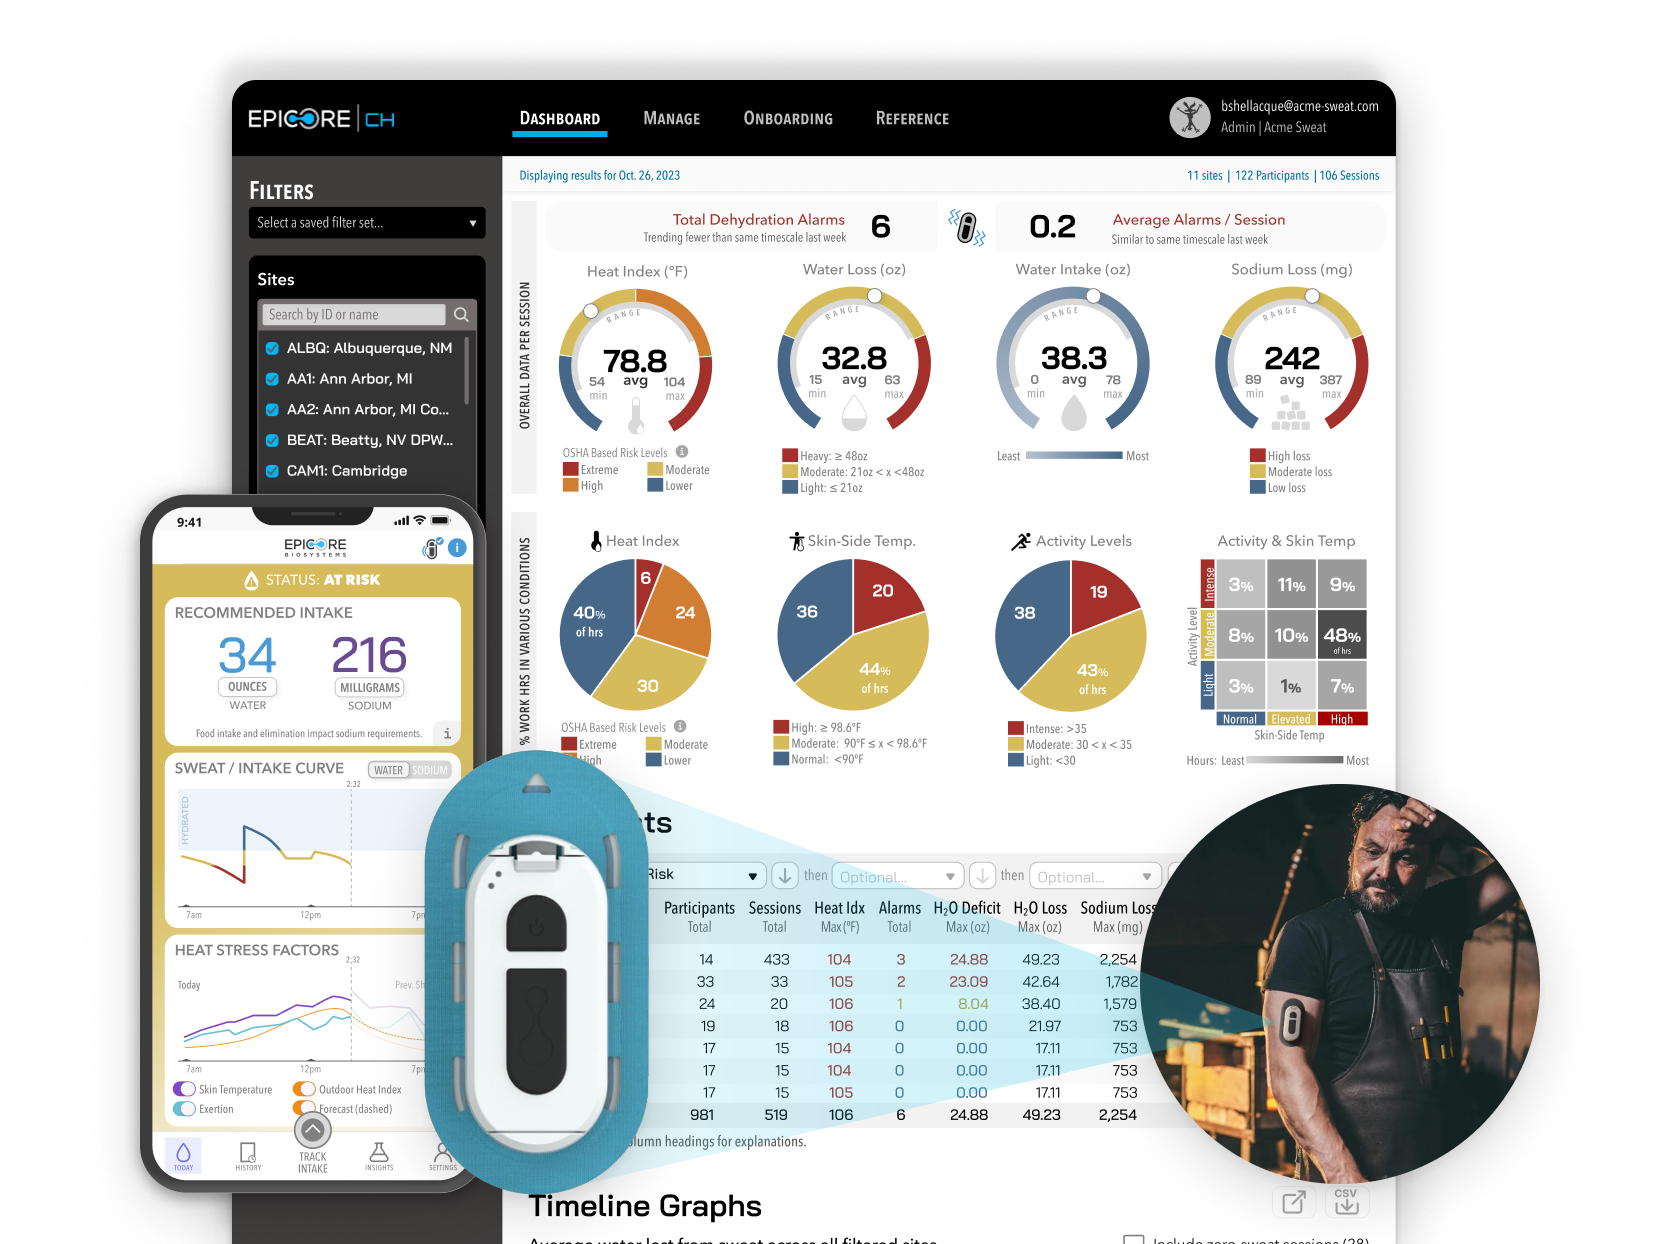 EPICORE | CH
DASHBOARD
MANAGE
ONBOARDING
REFERENCE
bshellacque@acme-sweat.com
Admin | Acme Sweat
FILTERS
Select a saved filter set...
Sites
Search by ID or name
ALBQ: Albuquerque, NM
AA1: Ann Arbor, MI
AA2: Ann Arbor, MI Co...
BEAT: Beatty, NV DPW...
CAM1: Cambridge
Displaying results for Oct. 26, 2023
11 sites | 122 Participants | 106 Sessions
Total Dehydration Alarms
Trending fewer than same timescale last week
6
0.2
Average Alarms / Session
Similar to same timescale last week
OVERALL DATA PER SESSION
Heat Index (°F)
RANGE
78.8
avg
54
min
104
max
OSHA Based Risk Levels i
Extreme
Moderate
High
Lower
Water Loss (oz)
RANGE
32.8
avg
15
min
63
max
Heavy: ≥ 48oz
Moderate: 21oz < x <48oz
Light: ≤ 21oz
Water Intake (oz)
RANGE
38.3
avg
0
min
78
max
Least
Most
Sodium Loss (mg)
RANGE
242
avg
89
min
387
max
High loss
Moderate loss
Low loss
% WORK HRS IN VARIOUS CONDITIONS
Heat Index
6
24
30
40%
of hrs
OSHA Based Risk Levels i
Extreme
Moderate
High
Lower
Skin-Side Temp.
20
36
44%
of hrs
High: ≥ 98.6°F
Moderate: 90°F ≤ x < 98.6°F
Normal: <90°F
Activity Levels
19
38
43%
of hrs
Intense: >35
Moderate: 30 < x < 35
Light: <30
Activity & Skin Temp
Activity Level
Intense
3% 11% 9%
Moderate
8% 10% 48%
of hrs
Light
3% 1% 7%
Normal Elevated High
Skin-Side Temp
Hours: Least
Most
ts
Risk
then
Optional...
then
Optional...
Participants Sessions Heat Idx Alarms H₂O Deficit H₂O Loss Sodium Loss
Total Total Max (°F) Total Max (oz) Max (oz) Max (mg)
14 433 104 3 24.88 49.23 2,254
33 33 105 2 23.09 42.64 1,782
24 20 106 1 8.04 38.40 1,579
19 18 106 0 0.00 21.97 753
17 15 104 0 0.00 17.11 753
17 15 104 0 0.00 17.11 753
17 15 105 0 0.00 17.11 753
981 519 106 6 24.88 49.23 2,254
lumn headings for explanations.
Timeline Graphs
CSV
Average water lost from sweat across all filtered sites
Include zero-sweat sessions (28)
9:41
EPICORE
BIOSYSTEMS
i
STATUS: AT RISK
RECOMMENDED INTAKE
34
OUNCES
WATER
216
MILLIGRAMS
SODIUM
Food intake and elimination impact sodium requirements.
i
SWEAT / INTAKE CURVE
WATER SODIUM
2:32
HYDRATED
7am 12pm 7pm
HEAT STRESS FACTORS
2:32
Today
Prev. Sh
7am 12pm 7pm
Skin Temperature
Outdoor Heat Index
Exertion
Forecast (dashed)
TODAY
HISTORY
TRACK
INTAKE
INSIGHTS
SETTINGS